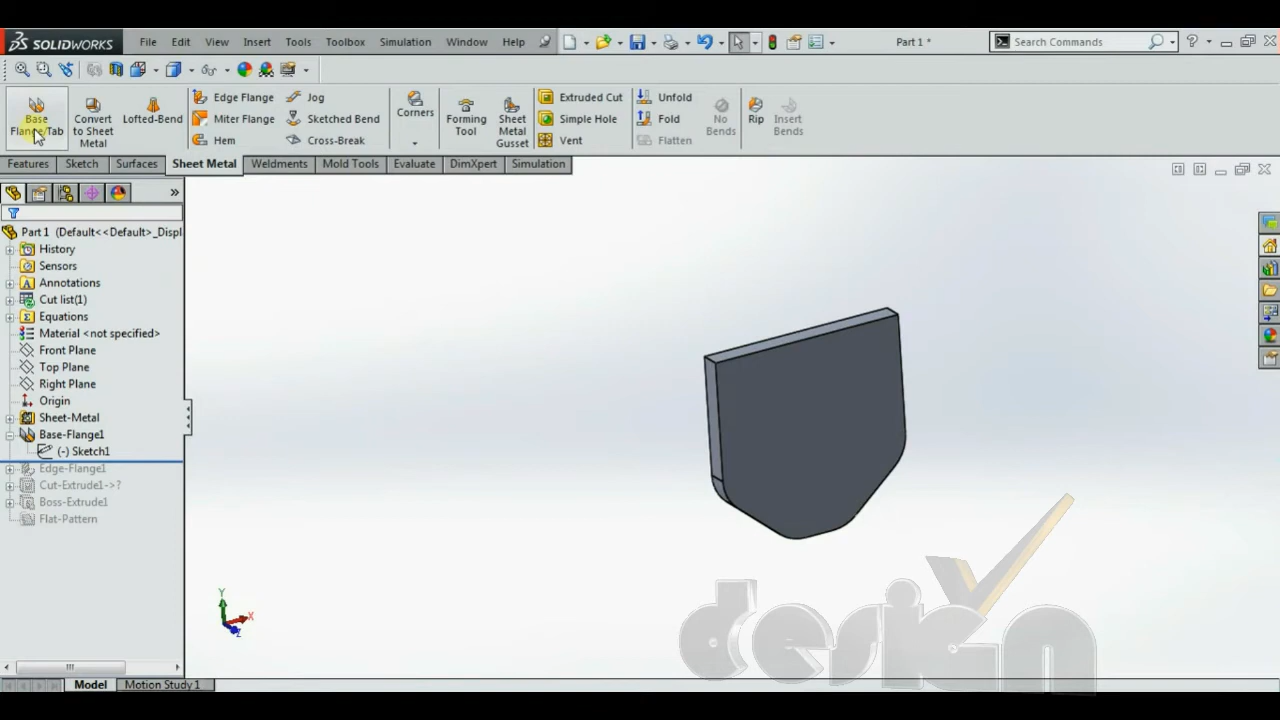 SOLIDWORKS File Edit View Insert Tools Toolbox Simulation Window Help Part 1 * Search Commands
Base Flange/Tab
Convert to Sheet Metal
Lofted-Bend
Edge Flange
Miter Flange
Hem
Jog
Sketched Bend
Cross-Break
Corners
Forming Tool
Sheet Metal Gusset
Extruded Cut
Simple Hole
Vent
Unfold
Fold
Flatten
No Bends
Rip
Insert Bends
Features Sketch Surfaces Sheet Metal Weldments Mold Tools Evaluate DimXpert Simulation
Part 1 (Default<<Default>_Displ
History
Sensors
Annotations
Cut list(1)
Equations
Material <not specified>
Front Plane
Top Plane
Right Plane
Origin
Sheet-Metal
Base-Flange1
(-) Sketch1
Edge-Flange1
Cut-Extrude1->?
Boss-Extrude1
Flat-Pattern
Y
X
Z
design
Model Motion Study 1